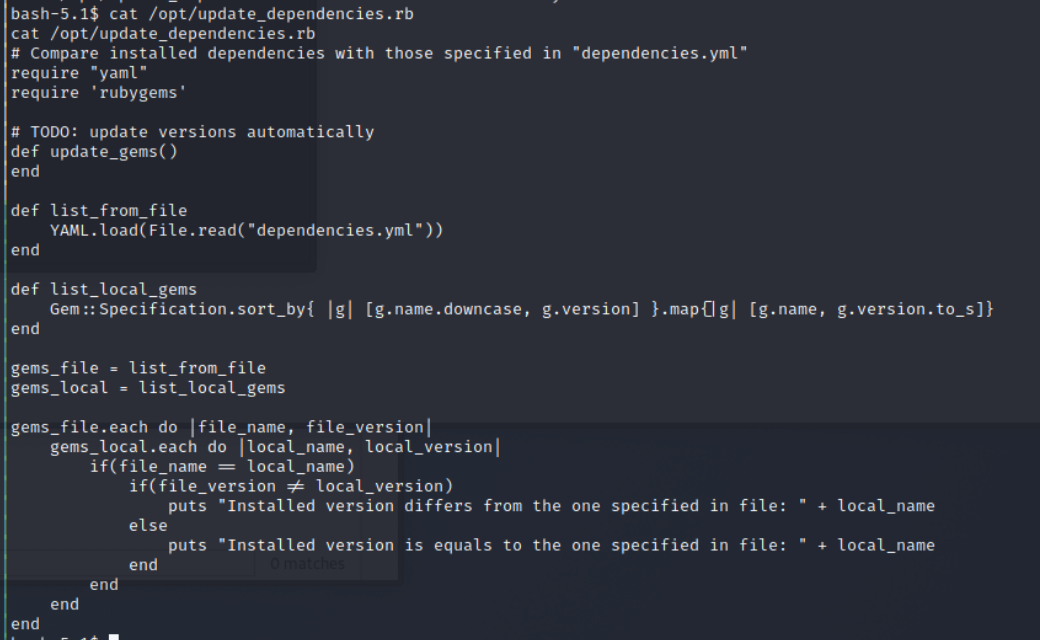 bash-5.1$ cat /opt/update_dependencies.rb
cat /opt/update_dependencies.rb
# Compare installed dependencies with those specified in "dependencies.yml"
require "yaml"
require 'rubygems'

# TODO: update versions automatically
def update_gems()
end

def list_from_file
    YAML.load(File.read("dependencies.yml"))
end

def list_local_gems
    Gem::Specification.sort_by{ |g| [g.name.downcase, g.version] }.map{|g| [g.name, g.version.to_s]}
end

gems_file = list_from_file
gems_local = list_local_gems

gems_file.each do |file_name, file_version|
    gems_local.each do |local_name, local_version|
        if(file_name == local_name)
            if(file_version != local_version)
                puts "Installed version differs from the one specified in file: " + local_name
            else
                puts "Installed version is equals to the one specified in file: " + local_name
            end
0 matches
        end
    end
end
bash-5.1$